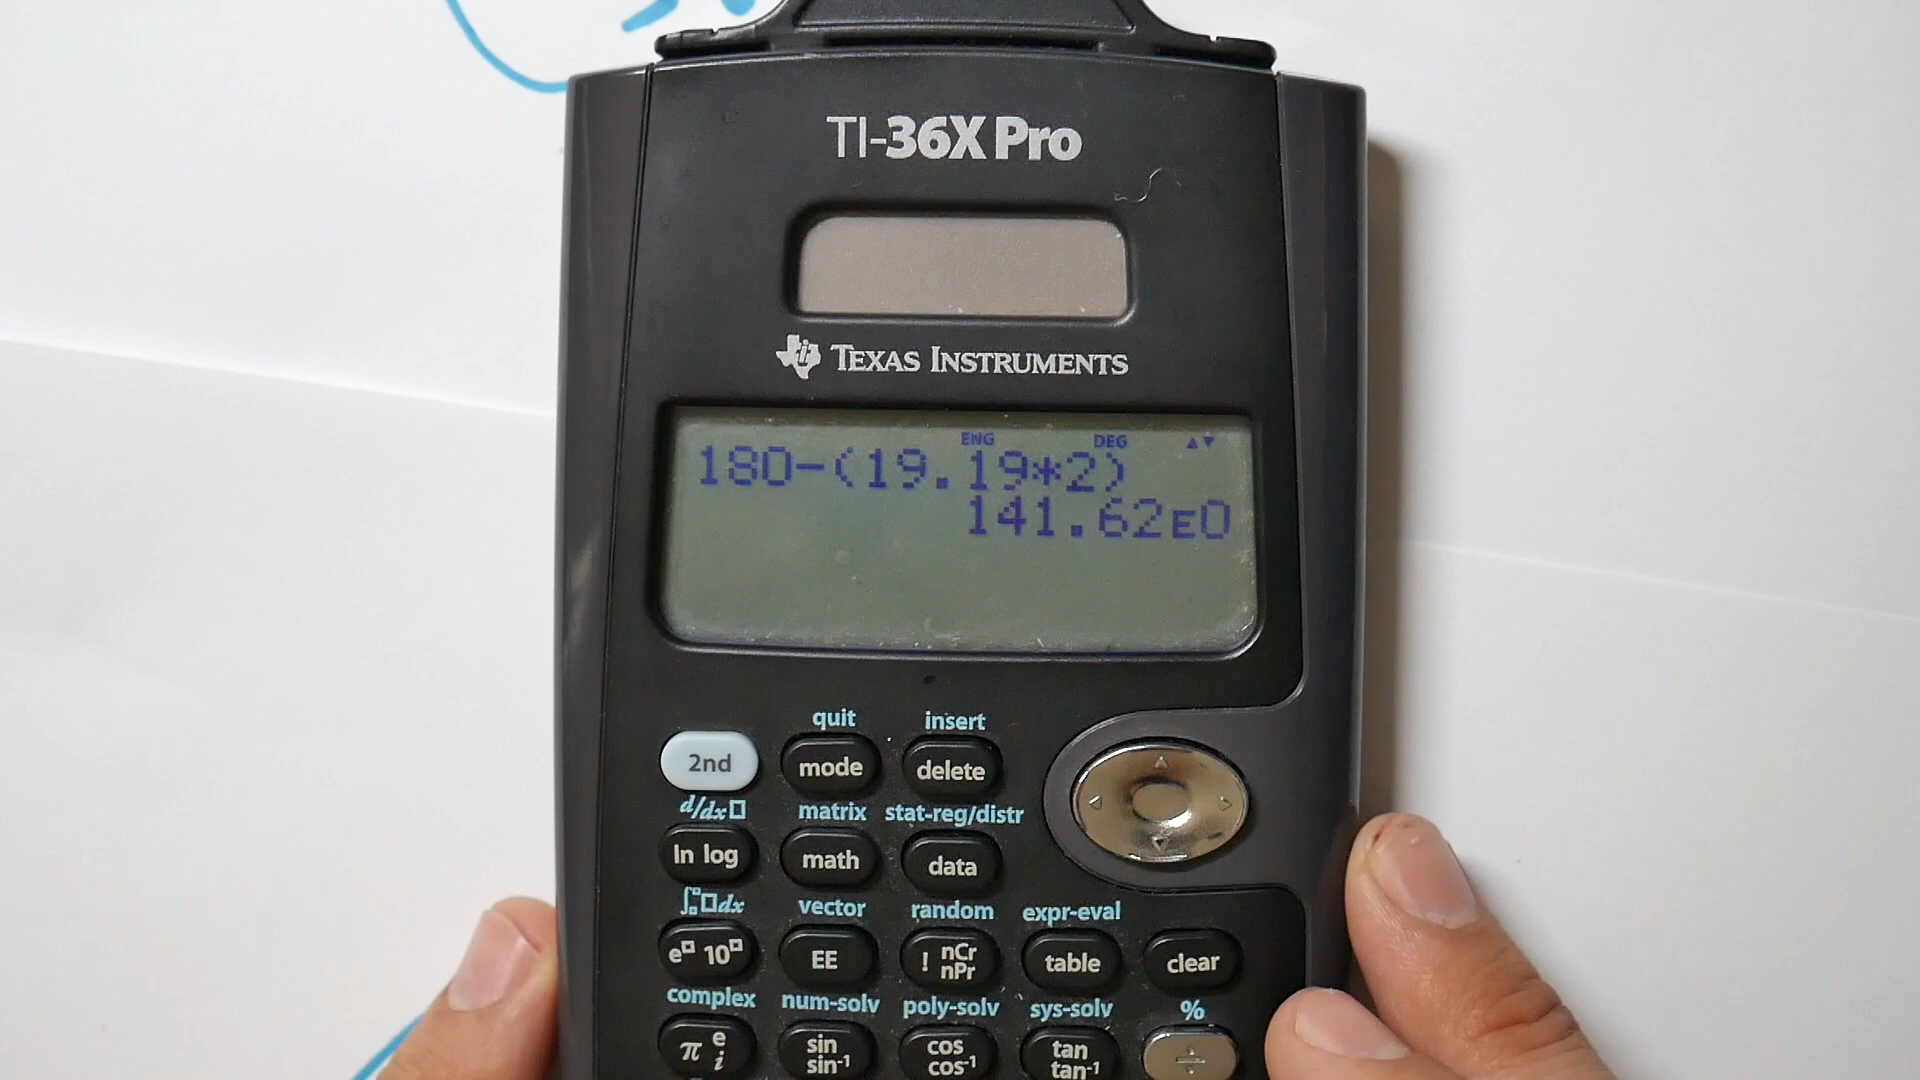 TI-36X Pro
TEXAS INSTRUMENTS
ENG DEG
180-(19.19*2)
141.62E0
quit insert
2nd mode delete
d/dx□ matrix stat-reg/distr
ln log math data
∫□dx vector random expr-eval
e□ 10□ EE ! nCr nPr table clear
complex num-solv poly-solv sys-solv %
π e i sin sin-1 cos cos-1 tan tan-1 ÷